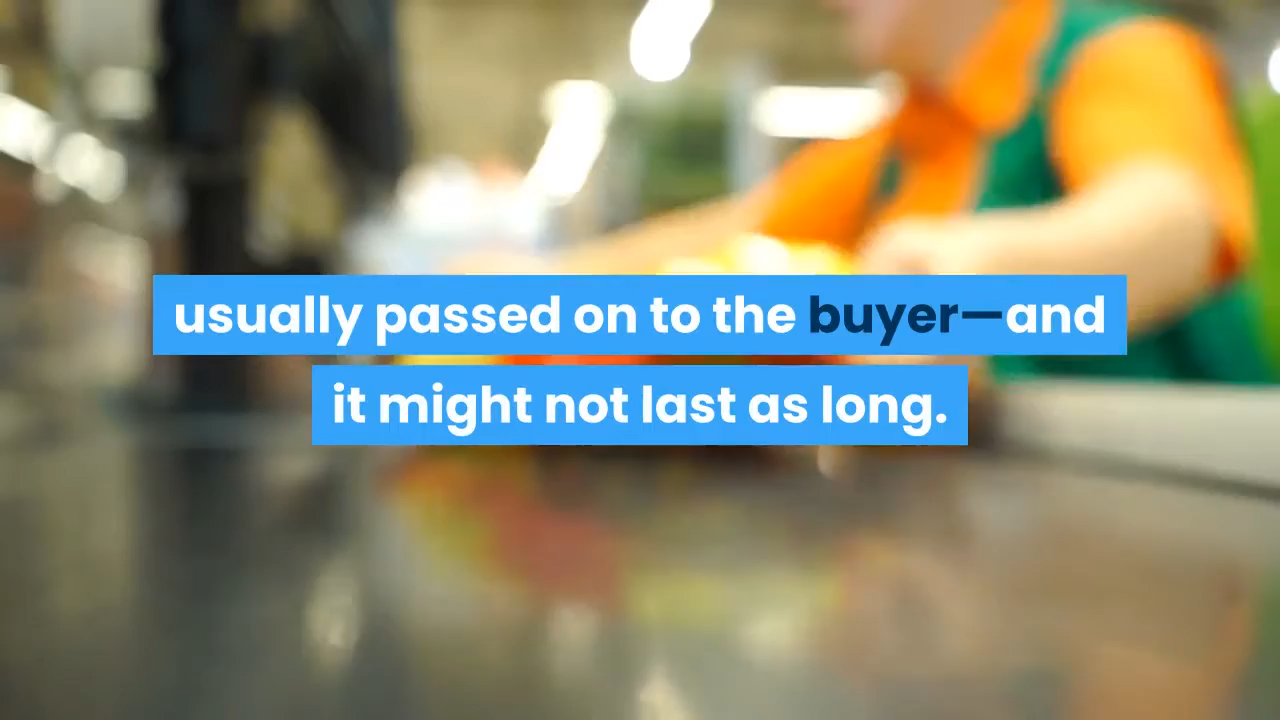 usually passed on to the buyer—and
it might not last as long.